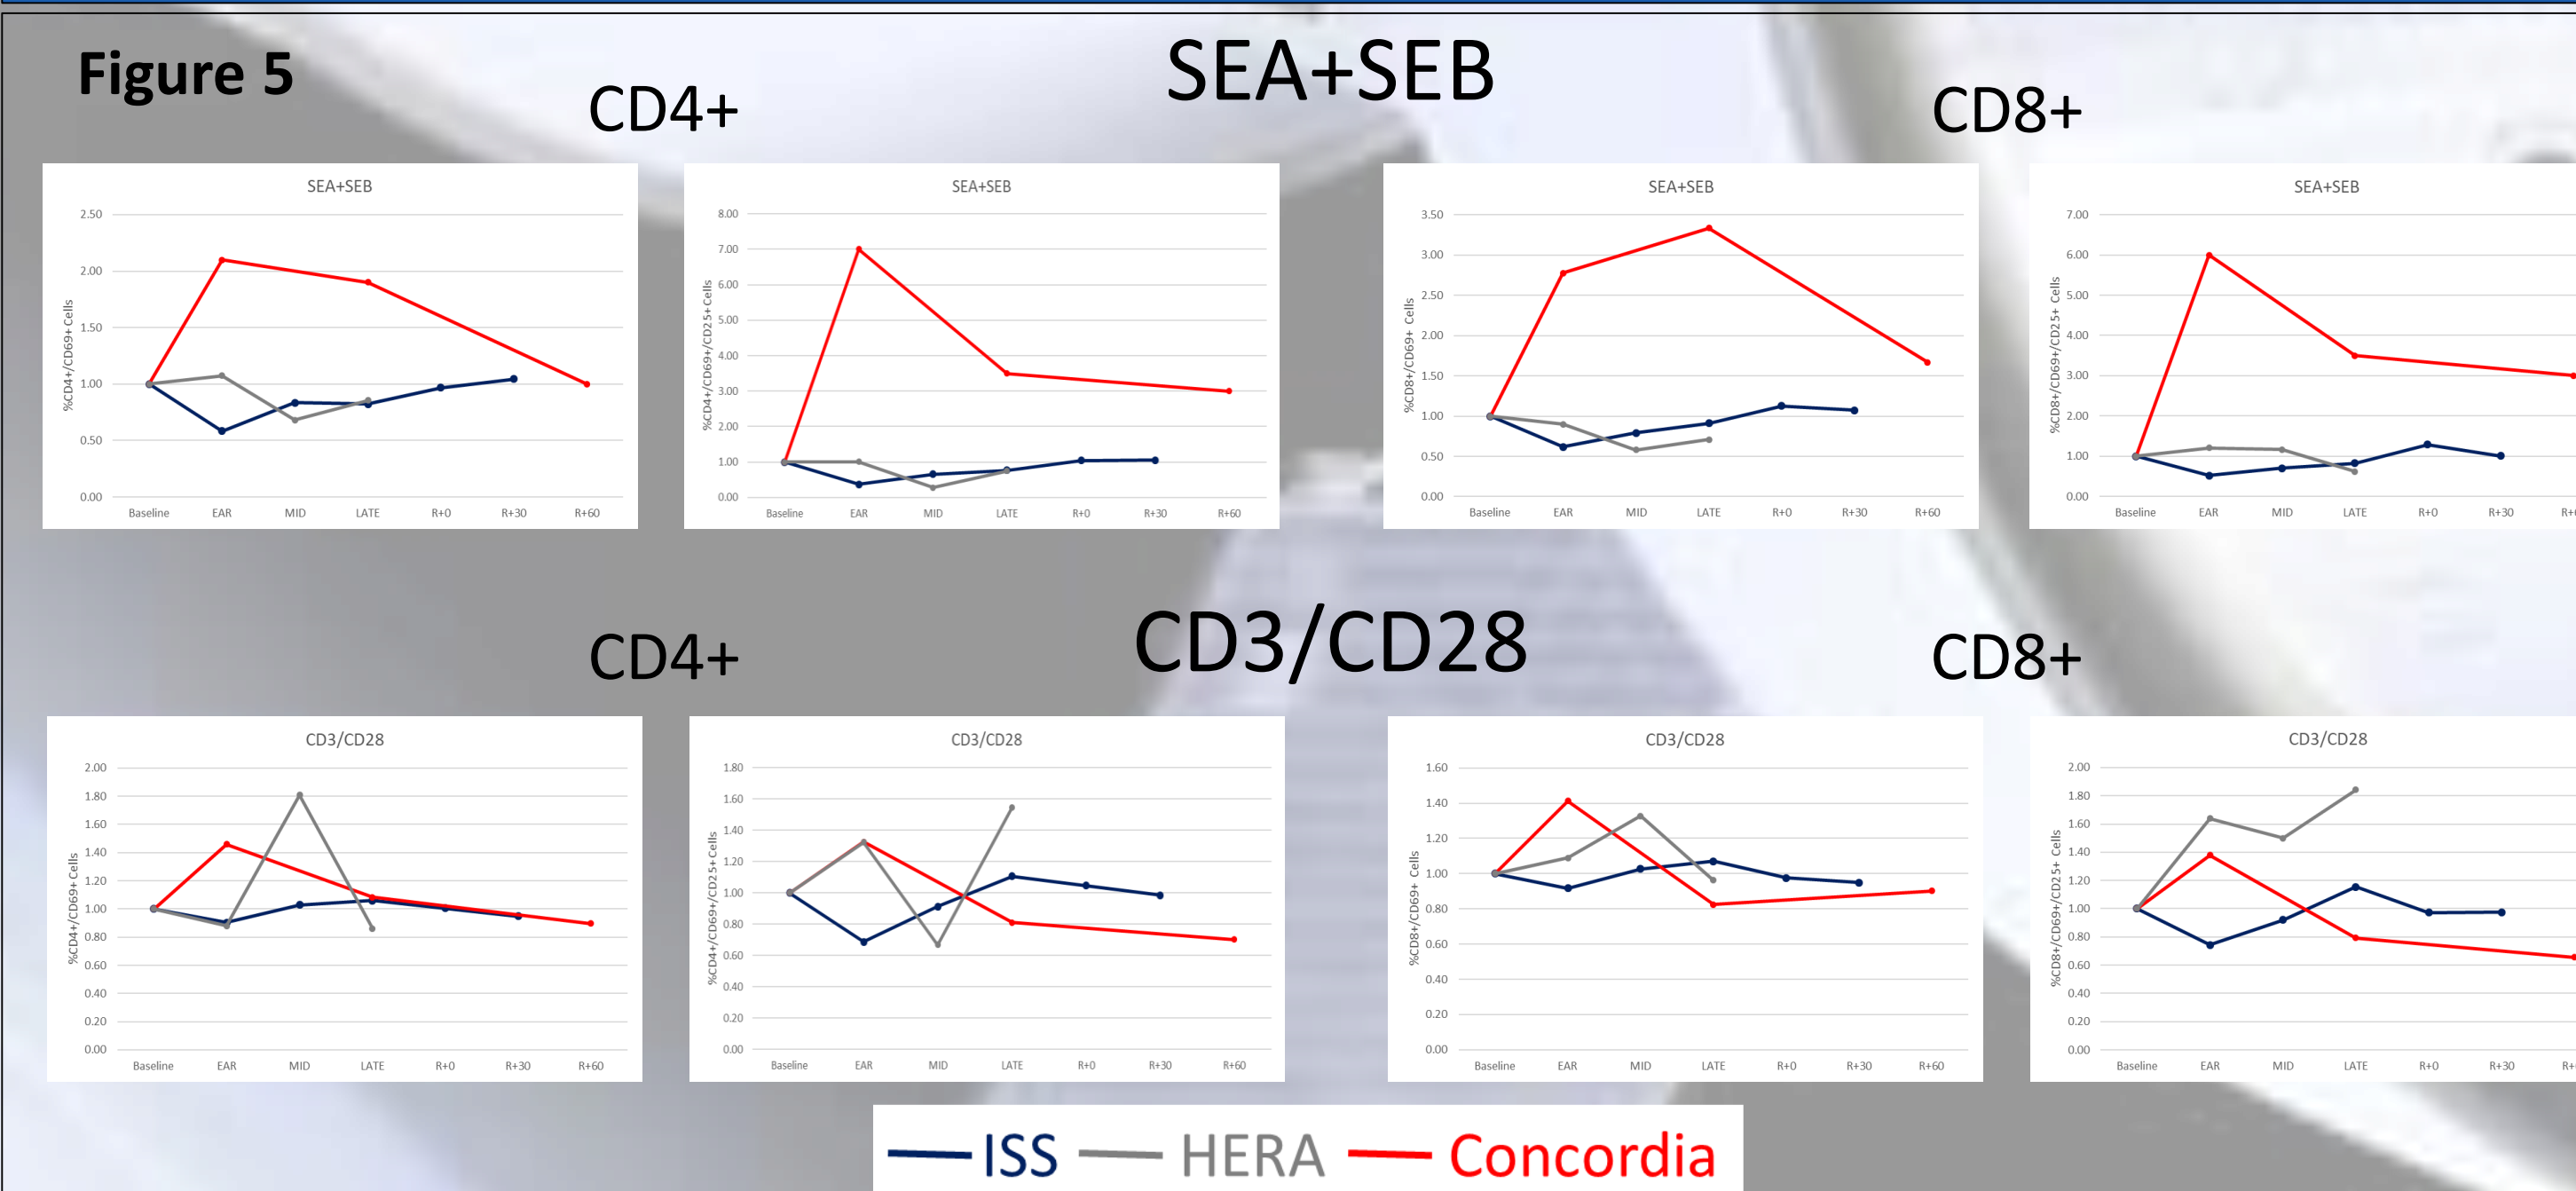 Figure 5
SEA+SEB
CD4+
CD8+
SEA+SEB
%CD4+/CD69+ Cells
2.50
2.00
1.50
1.00
0.50
0.00
Baseline EAR MID LATE R+0 R+30 R+60
SEA+SEB
%CD4+/CD69+/CD25+ Cells
8.00
7.00
6.00
5.00
4.00
3.00
2.00
1.00
0.00
Baseline EAR MID LATE R+0 R+30 R+60
SEA+SEB
%CD8+/CD69+ Cells
3.50
3.00
2.50
2.00
1.50
1.00
0.50
0.00
Baseline EAR MID LATE R+0 R+30 R+60
SEA+SEB
%CD8+/CD69+/CD25+ Cells
7.00
6.00
5.00
4.00
3.00
2.00
1.00
0.00
Baseline EAR MID LATE R+0 R+30
CD3/CD28
CD4+
CD8+
CD3/CD28
%CD4+/CD69+ Cells
2.00
1.80
1.60
1.40
1.20
1.00
0.80
0.60
0.40
0.20
0.00
Baseline EAR MID LATE R+0 R+30 R+60
CD3/CD28
%CD4+/CD69+/CD25+ Cells
1.80
1.60
1.40
1.20
1.00
0.80
0.60
0.40
0.20
0.00
Baseline EAR MID LATE R+0 R+30 R+60
CD3/CD28
%CD8+/CD69+ Cells
1.60
1.40
1.20
1.00
0.80
0.60
0.40
0.20
0.00
Baseline EAR MID LATE R+0 R+30 R+60
CD3/CD28
%CD8+/CD69+/CD25+ Cells
2.00
1.80
1.60
1.40
1.20
1.00
0.80
0.60
0.40
0.20
0.00
Baseline EAR MID LATE R+0 R+30
ISS HERA Concordia